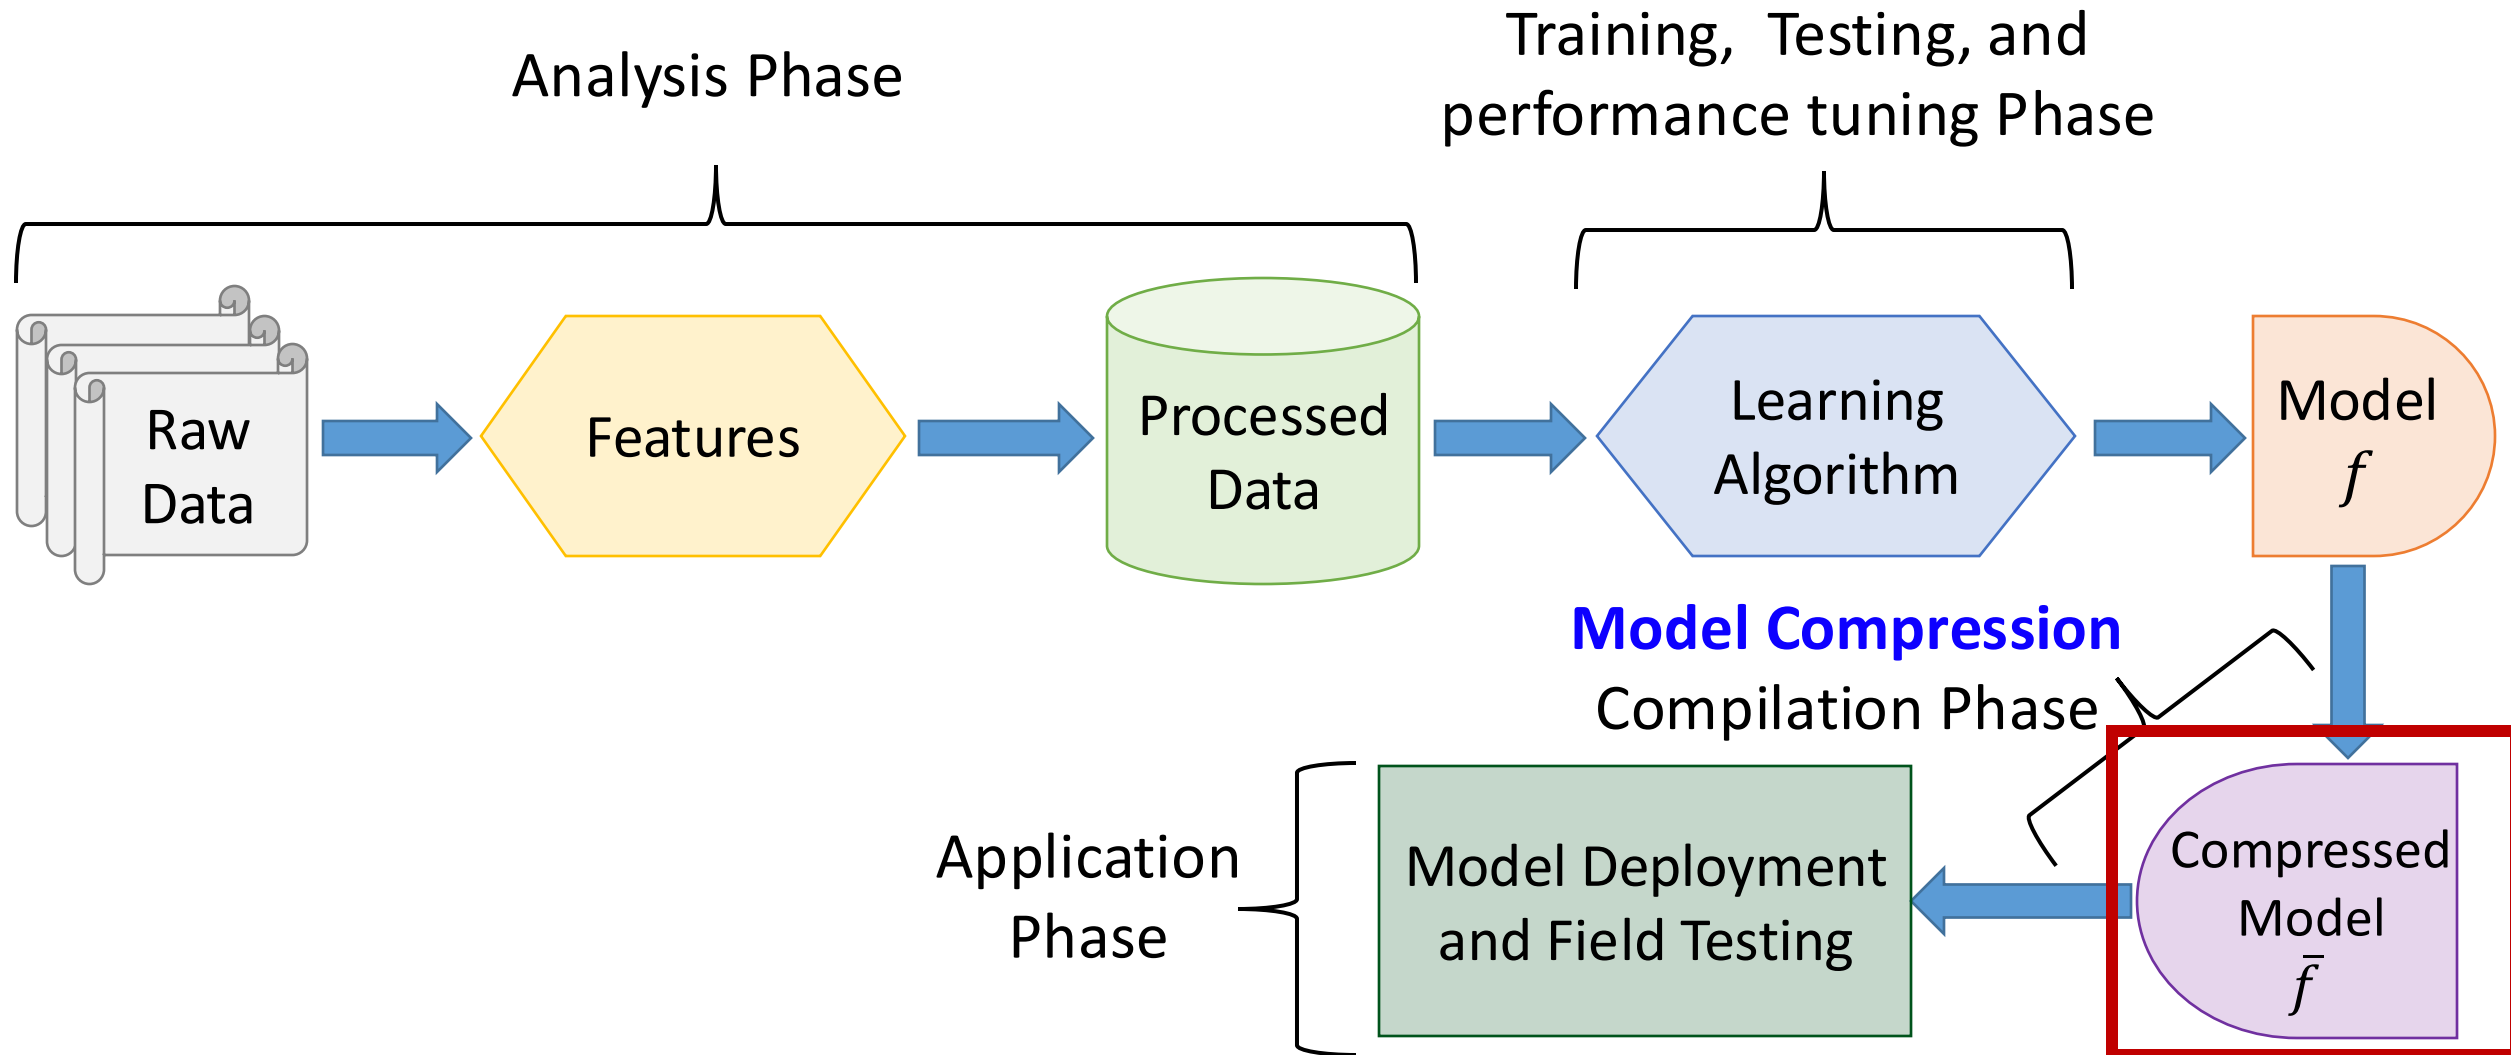 Analysis Phase
Training, Testing, and
performance tuning Phase
Raw
Data
Features
Processed
Data
Learning
Algorithm
Model
f
Model Compression
Compilation Phase
Application
Phase
Model Deployment
and Field Testing
Compressed
Model
f̅